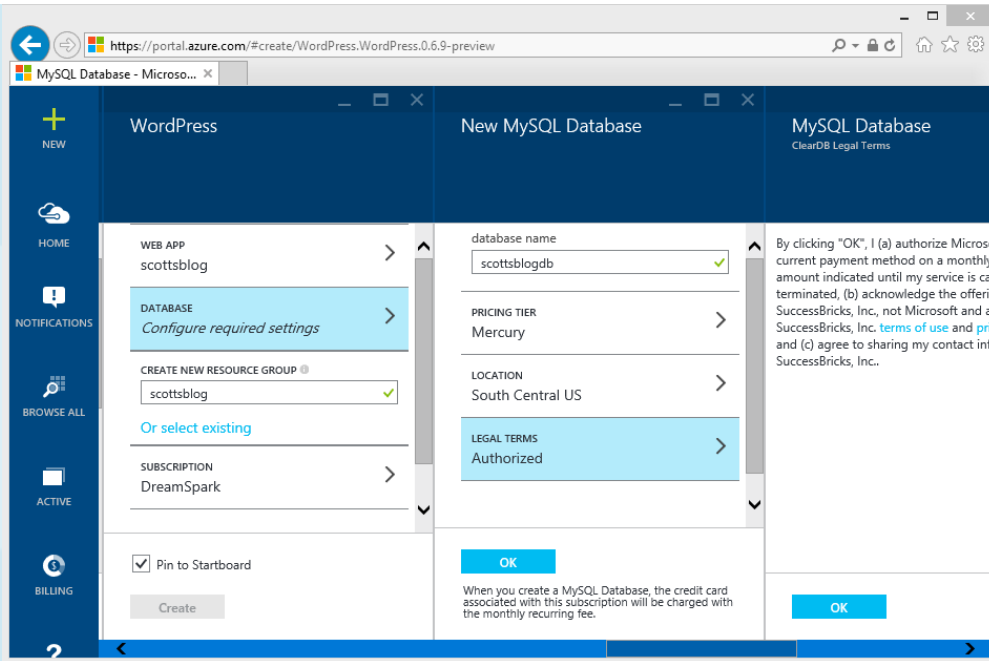 https://portal.azure.com/#create/WordPress.WordPress.0.6.9-preview
MySQL Database - Microso...
NEW
HOME
NOTIFICATIONS
BROWSE ALL
ACTIVE
BILLING
?
WordPress
WEB APP
scottsblog
DATABASE
Configure required settings
CREATE NEW RESOURCE GROUP
scottsblog
Or select existing
SUBSCRIPTION
DreamSpark
Pin to Startboard
Create
New MySQL Database
database name
scottsblogdb
PRICING TIER
Mercury
LOCATION
South Central US
LEGAL TERMS
Authorized
OK
When you create a MySQL Database, the credit card
associated with this subscription will be charged with
the monthly recurring fee.
MySQL Database
ClearDB Legal Terms
By clicking "OK", I (a) authorize Micros
current payment method on a monthly
amount indicated until my service is ca
terminated, (b) acknowledge the offeri
SuccessBricks, Inc., not Microsoft and a
SuccessBricks, Inc. terms of use and pr
and (c) agree to sharing my contact inf
SuccessBricks, Inc..
OK